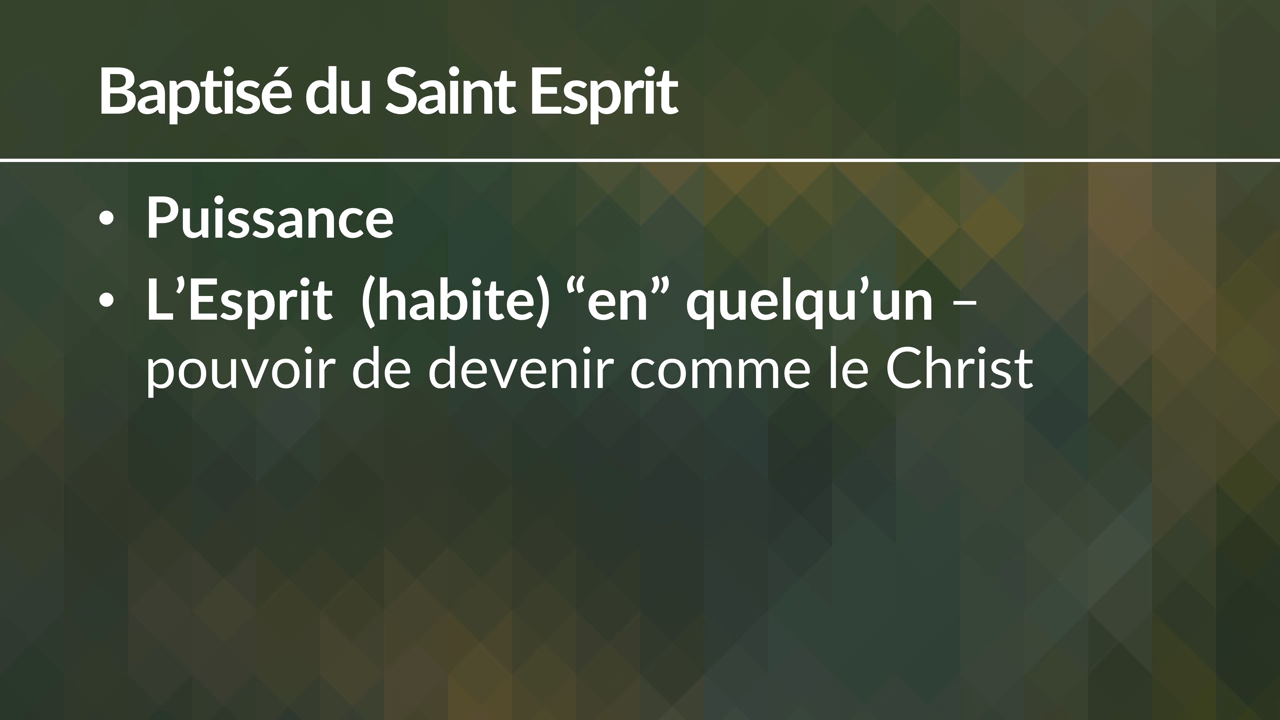 Baptisé du Saint Esprit
• Puissance
• L’Esprit  (habite) “en” quelqu’un –
pouvoir de devenir comme le Christ